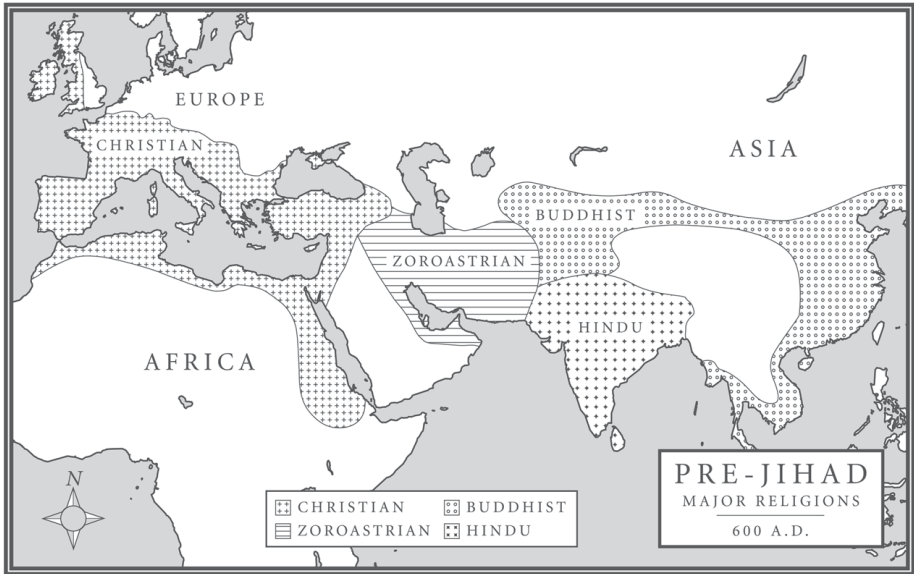 EUROPE
ASIA
CHRISTIAN
BUDDHIST
ZOROASTRIAN
HINDU
AFRICA
N
CHRISTIAN
BUDDHIST
ZOROASTRIAN
HINDU
PRE-JIHAD
MAJOR RELIGIONS
600 A.D.